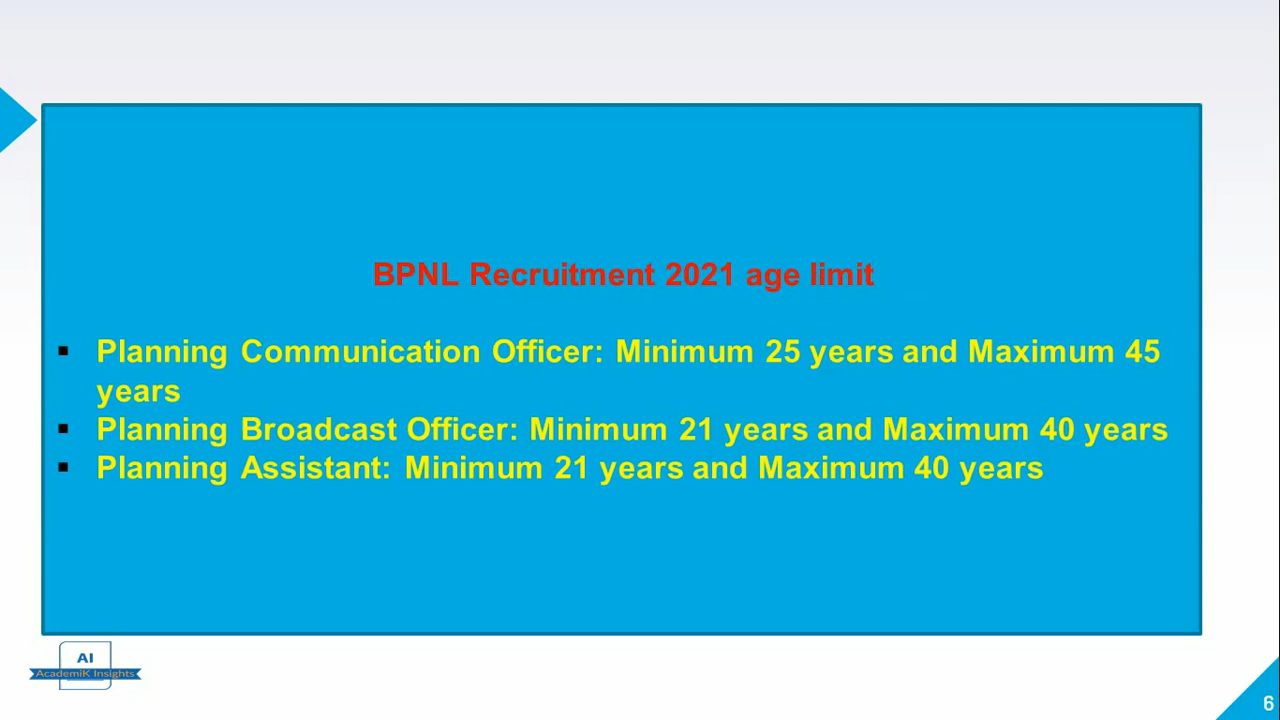 BPNL Recruitment 2021 age limit
▪ Planning Communication Officer: Minimum 25 years and Maximum 45
years
▪ Planning Broadcast Officer: Minimum 21 years and Maximum 40 years
▪ Planning Assistant: Minimum 21 years and Maximum 40 years
AI
AcademiK Insights
6